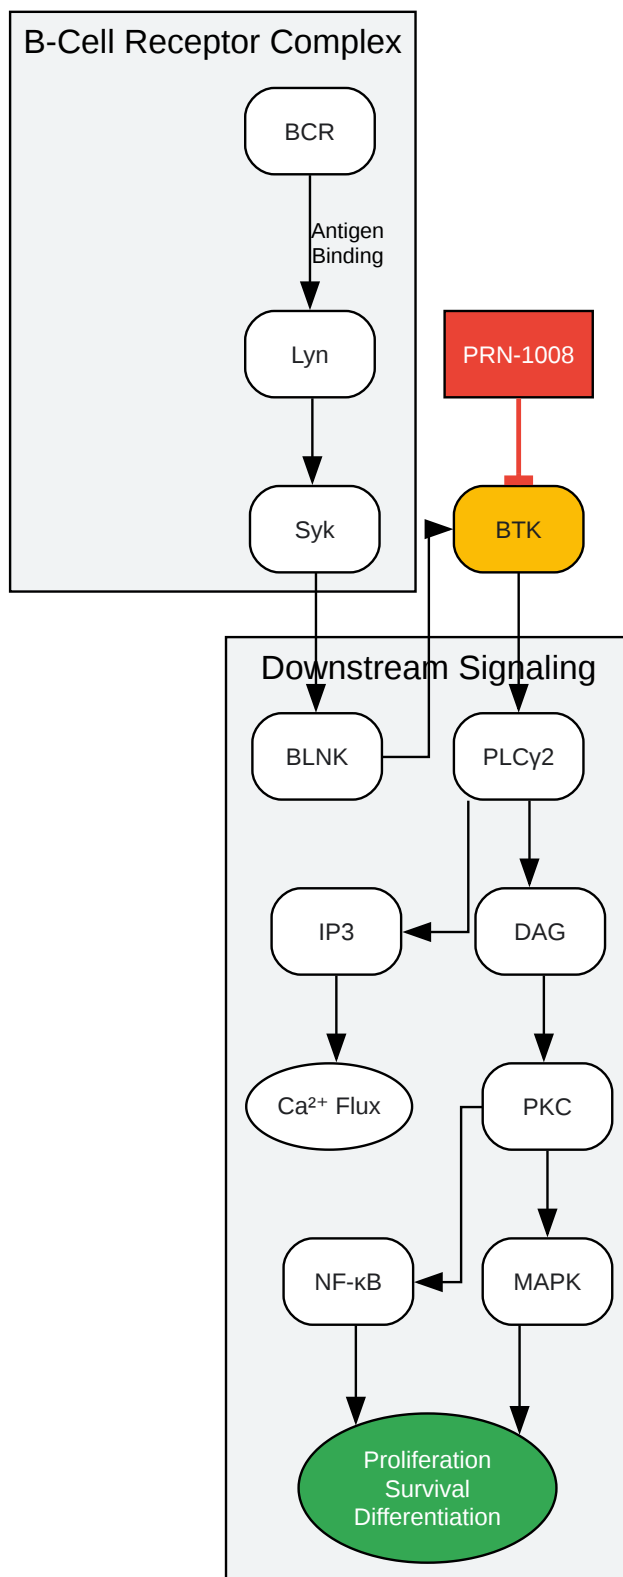 B-Cell Receptor Complex
BCR
Antigen
Binding
Lyn
PRN-1008
Syk
BTK
Downstream Signaling
BLNK
PLCγ2
IP3
DAG
Ca²⁺ Flux
PKC
NF-κB
MAPK
Proliferation
Survival
Differentiation